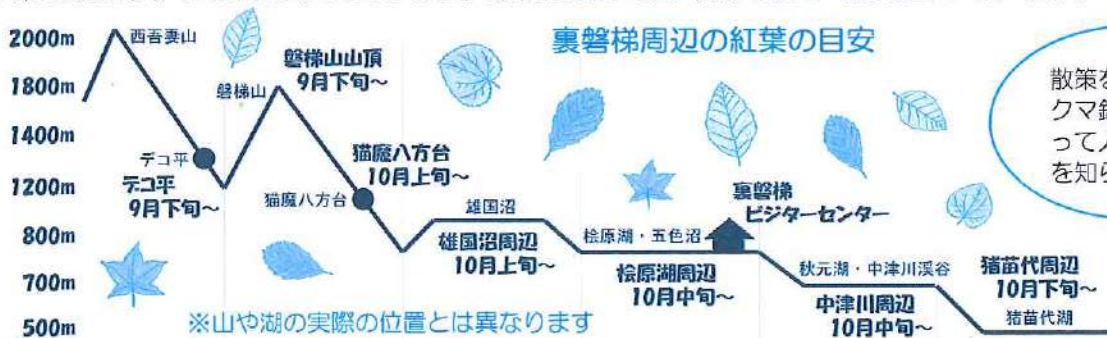 裏磐梯周辺の紅葉の目安
2000m
1800m
1400m
1200m
800m
700m
500m
西吾妻山
デコ平
デコ平
9月下旬～
磐梯山
磐梯山山頂
9月下旬～
猫魔八方台
猫魔八方台
10月上旬～
雄国沼
雄国沼周辺
10月上旬～
桧原湖・五色沼
桧原湖周辺
10月中旬～
裏磐梯
ビジターセンター
秋元湖・中津川渓谷
中津川周辺
10月中旬～
猪苗代周辺
10月下旬～
猪苗代湖
※山や湖の実際の位置とは異なります
散策を
クマ鈴
って人
を知ら